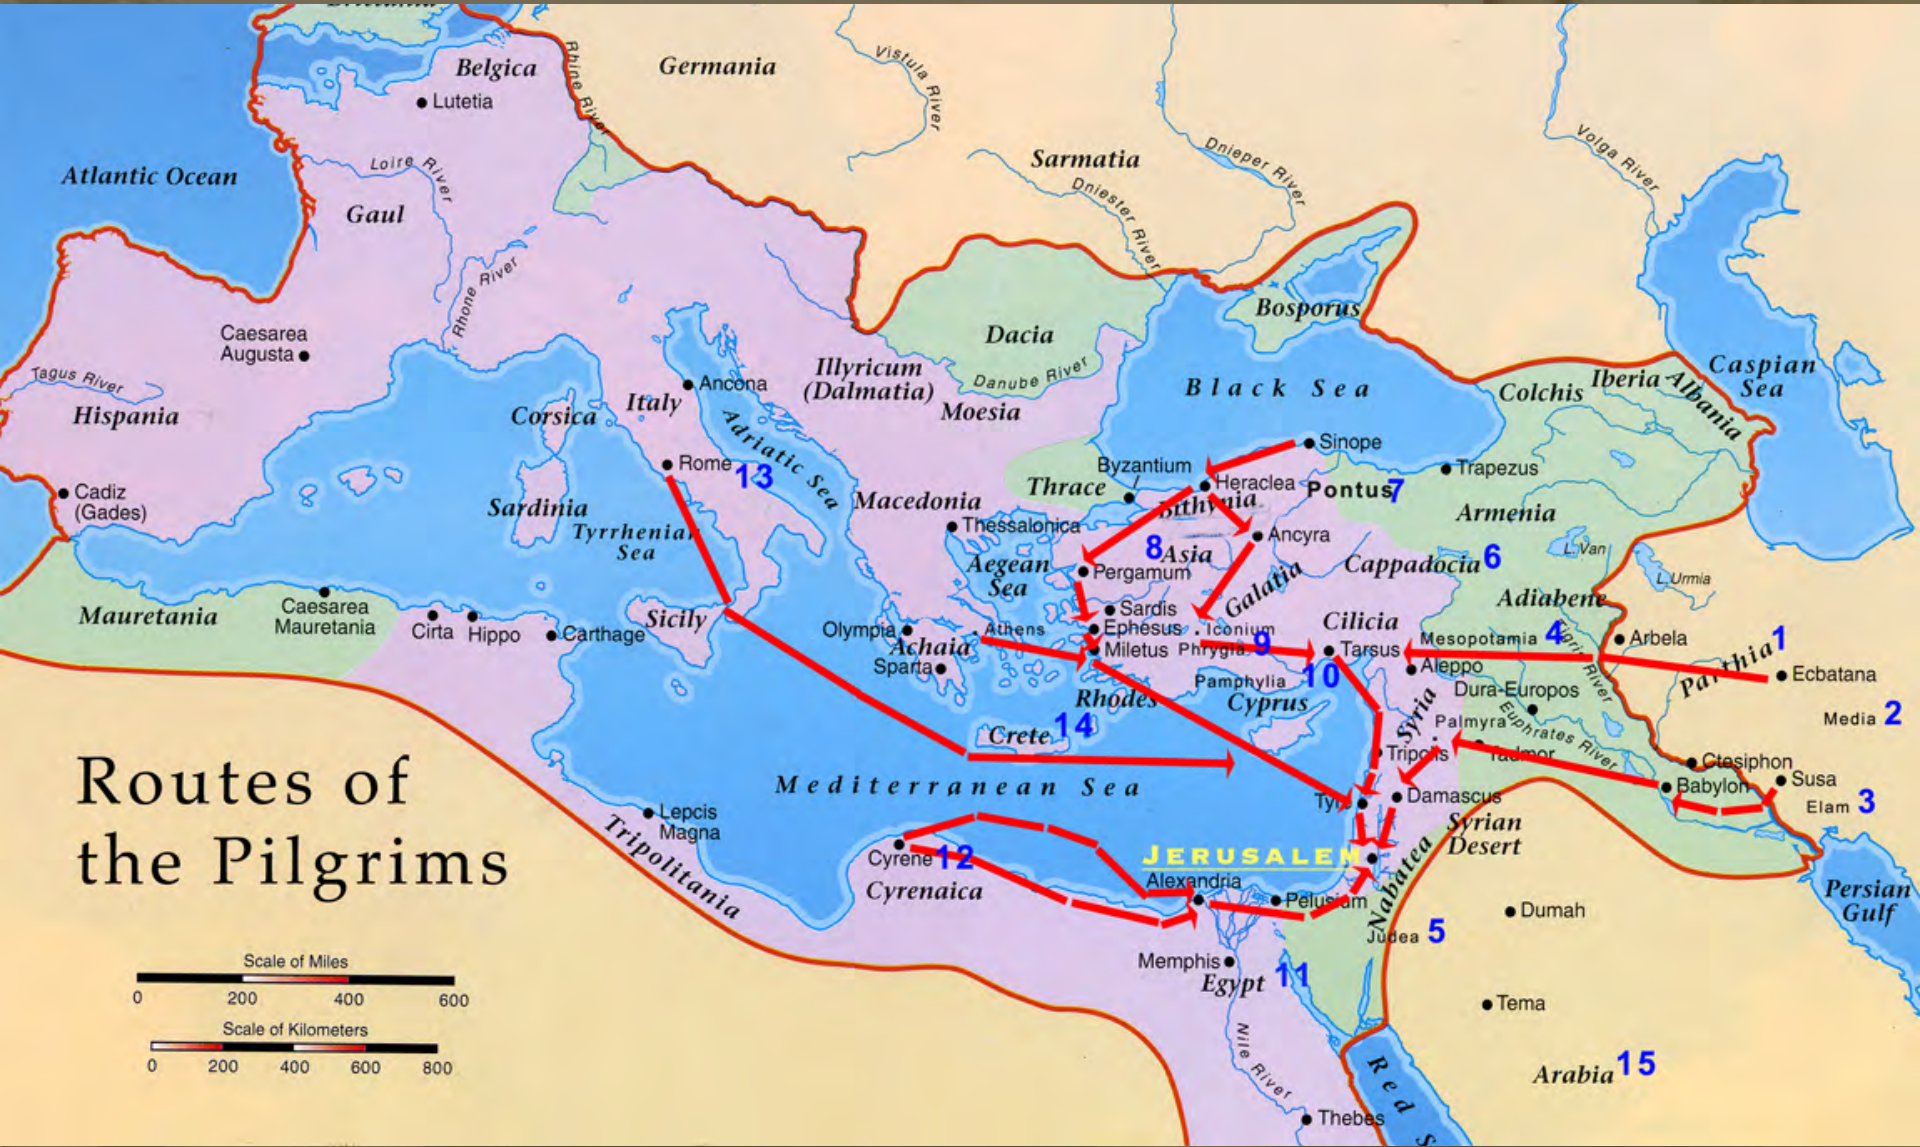 Belgica
Germania
Rhine River
Vistula River
Lutetia
Atlantic Ocean
Loire River
Gaul
Sarmatia
Dniester River
Dnieper River
Volga River
Rhone River
Caesarea
Augusta
Tagus River
Hispania
Corsica
Italy
Ancona
Adriatic Sea
Illyricum
(Dalmatia)
Dacia
Danube River
Moesia
Bosporus
Black Sea
Colchis
Iberia
Albania
Caspian
Sea
Cadiz
(Gades)
Sardinia
Rome 13
Tyrrhenian
Sea
Macedonia
Thessalonica
Thrace
Byzantium
Sinope
Heraclea
Bithynia
Pontus 7
Trapezus
Armenia
Ancyra
8 Asia
Aegean
Sea
Pergamum
Galatia
Cappadocia 6
L. Van
L. Urmia
Adiabene
Mauretania
Caesarea
Mauretania
Cirta
Hippo
Carthage
Sicily
Olympia
Achaia
Athens
Sparta
Sardis
Ephesus
Iconium
Miletus
Phrygia 9
Cilicia
Tarsus
10
Pamphylia
Rhodes
Cyprus
Mesopotamia 4
Tigris River
Arbela
Parthia 1
Ecbatana
Media 2
Aleppo
Dura-Europos
Syria
Palmyra
Euphrates River
Tripolis
Tadmor
Crete 14
Mediterranean Sea
Ctesiphon
Babylon
Susa
Elam 3
Tyre
Damascus
Syrian
Desert
Routes of
the Pilgrims
Lepcis
Magna
Tripolitania
Cyrene 12
Cyrenaica
JERUSALEM
Alexandria
Pelusium
Nabatea
Judea 5
Dumah
Persian
Gulf
Memphis
Egypt 11
Nile River
Tema
Arabia 15
Red S
Thebes
Scale of Miles
0 200 400 600
Scale of Kilometers
0 200 400 600 800